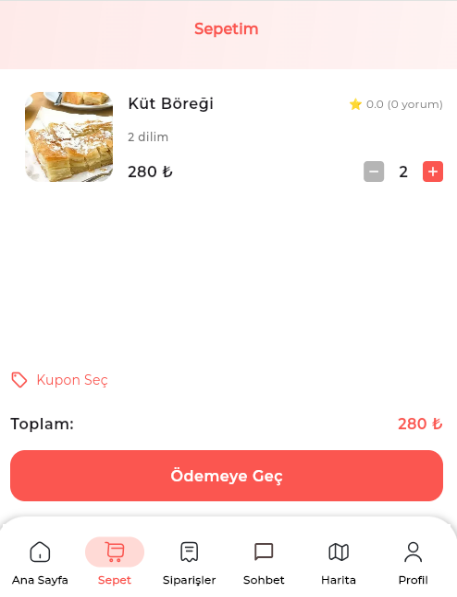 Sepetim
Küt Böreği
⭐ 0.0 (0 yorum)
2 dilim
280 ₺
− 2 +
Kupon Seç
Toplam: 280 ₺
Ödemeye Geç
Ana Sayfa Sepet Siparişler Sohbet Harita Profil